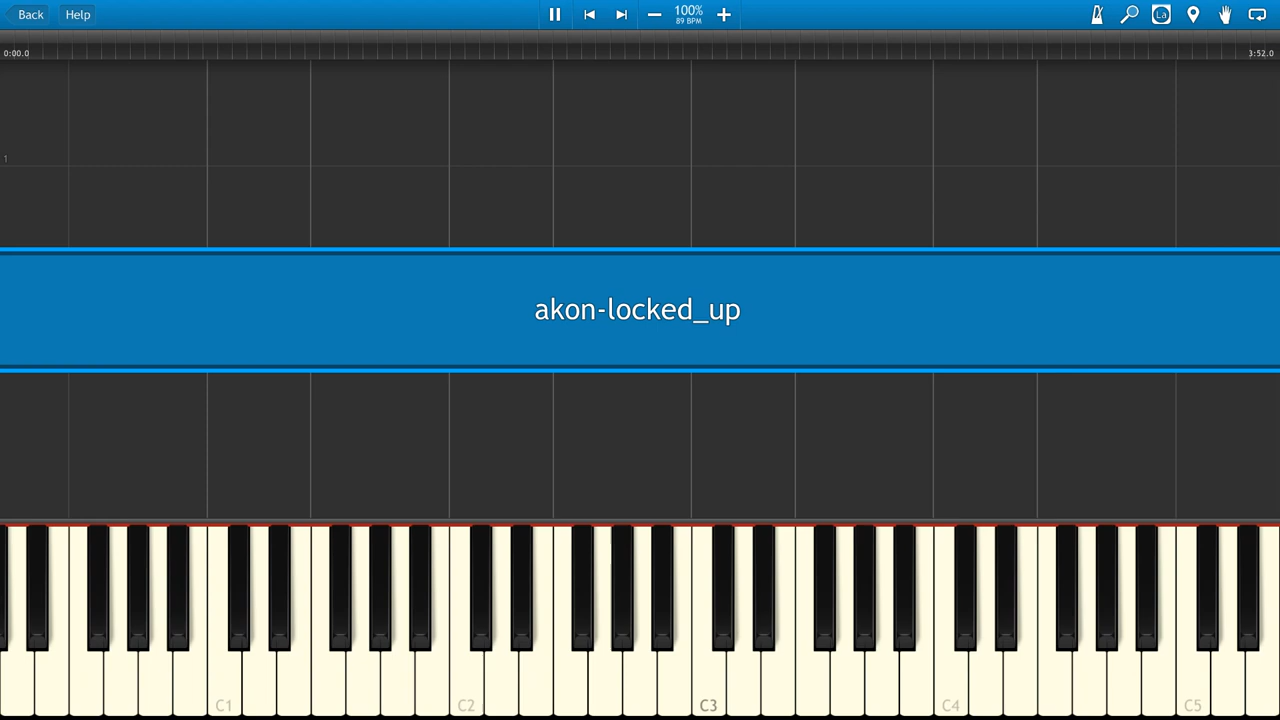 Back Help 100% La
89 BPM
0:00.0 3:52.0
1
akon-locked_up
C1 C2 C3 C4 C5